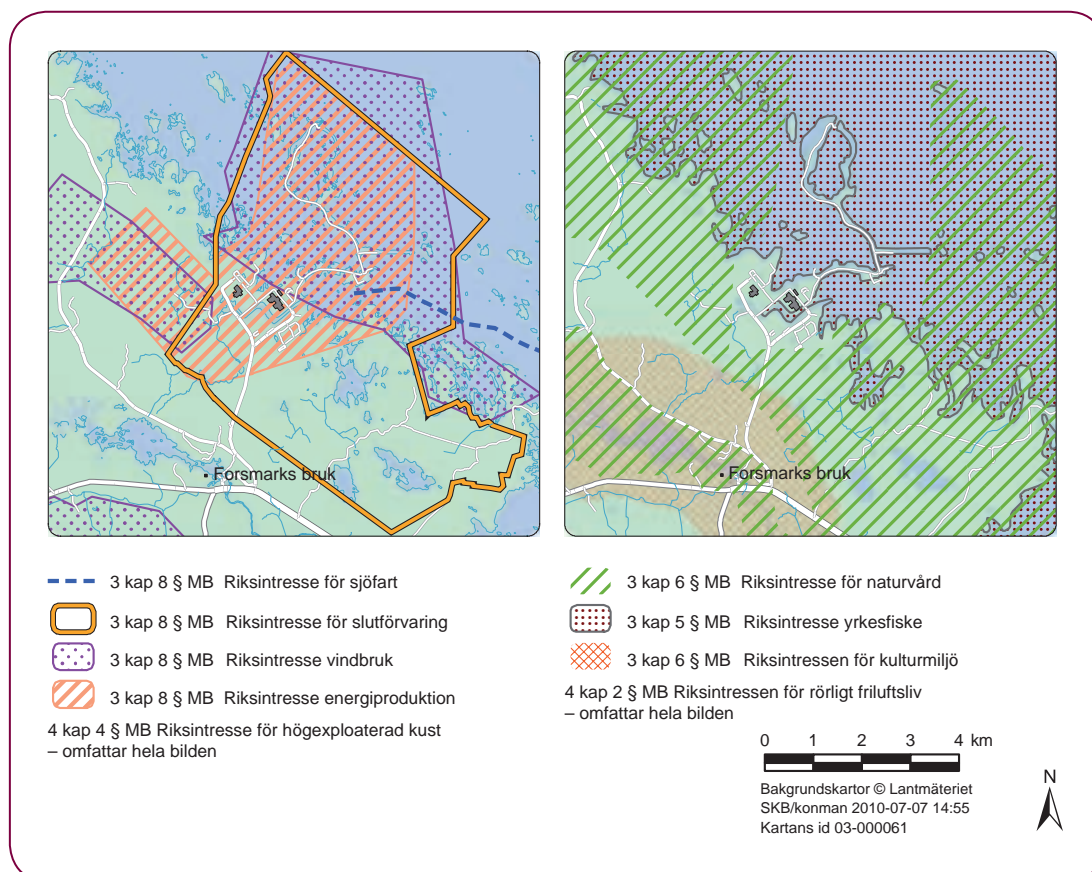 Forsmarks bruk
Forsmarks bruk
3 kap 8 § MB Riksintresse för sjöfart
3 kap 8 § MB Riksintresse för slutförvaring
3 kap 8 § MB Riksintresse vindbruk
3 kap 8 § MB Riksintresse energiproduktion
4 kap 4 § MB Riksintresse för högexploaterad kust
– omfattar hela bilden
3 kap 6 § MB Riksintresse för naturvård
3 kap 5 § MB Riksintresse yrkesfiske
3 kap 6 § MB Riksintressen för kulturmiljö
4 kap 2 § MB Riksintressen för rörligt friluftsliv
– omfattar hela bilden
0 1 2 3 4 km
Bakgrundskartor © Lantmäteriet
SKB/konman 2010-07-07 14:55
Kartans id 03-000061
N